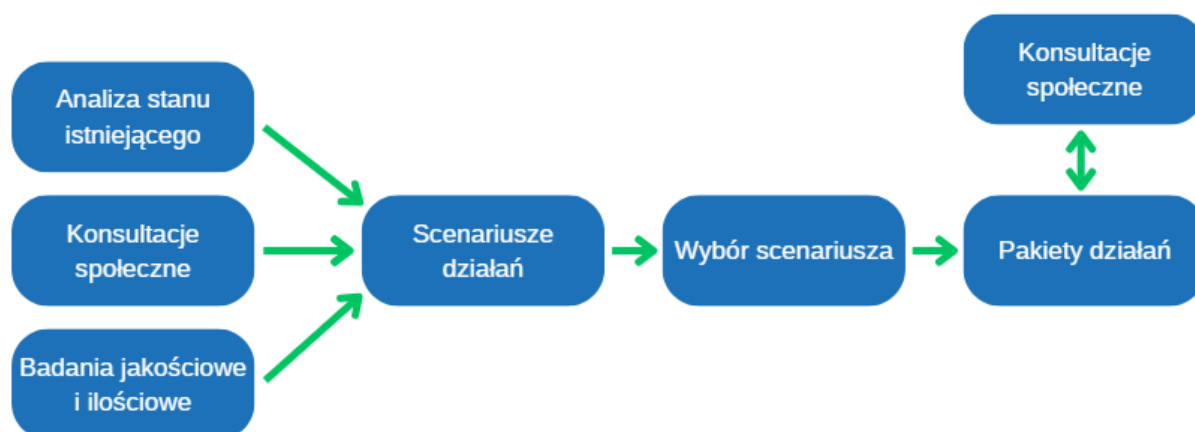 Analiza stanu
istniejącego
Konsultacje
społeczne
Badania jakościowe
i ilościowe
Scenariusze
działań
Wybór scenariusza
Konsultacje
społeczne
Pakiety działań